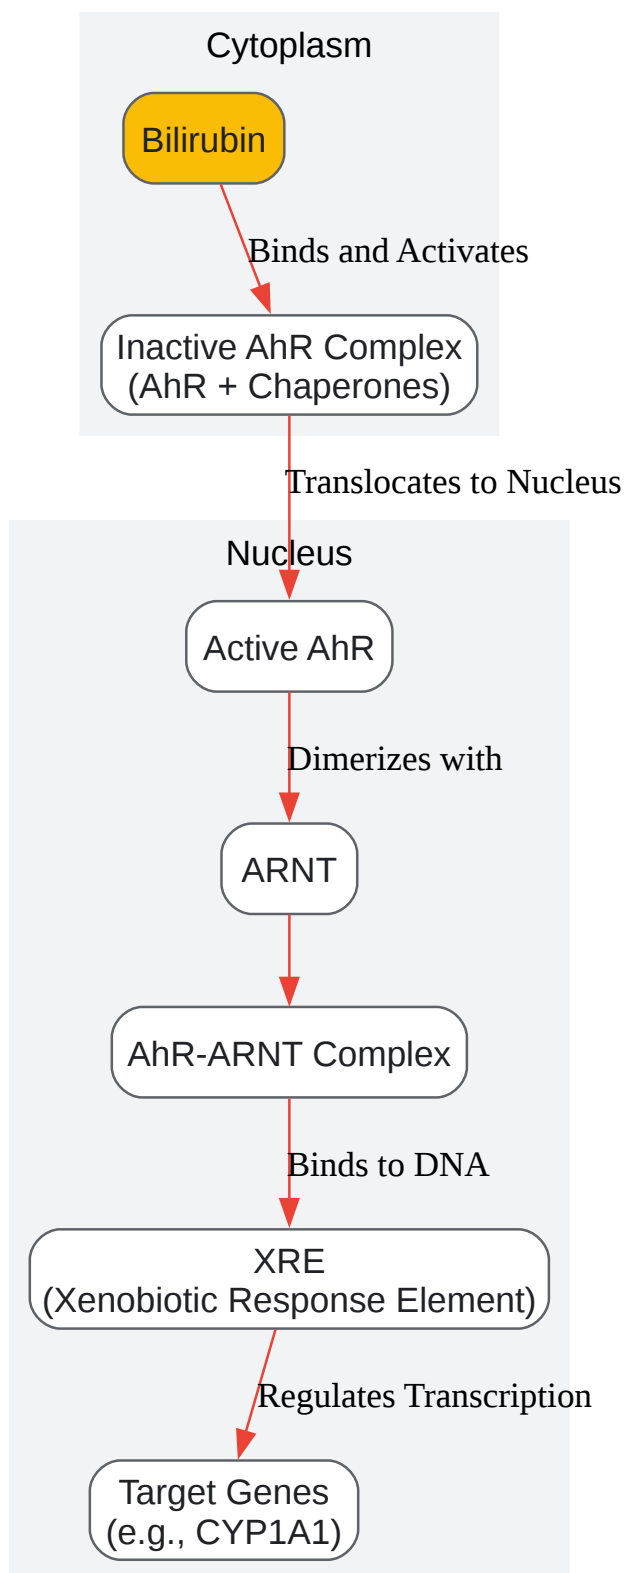 Cytoplasm
Bilirubin
Binds and Activates
Inactive AhR Complex
(AhR + Chaperones)
Translocates to Nucleus
Nucleus
Active AhR
Dimerizes with
ARNT
AhR-ARNT Complex
Binds to DNA
XRE
(Xenobiotic Response Element)
Regulates Transcription
Target Genes
(e.g., CYP1A1)